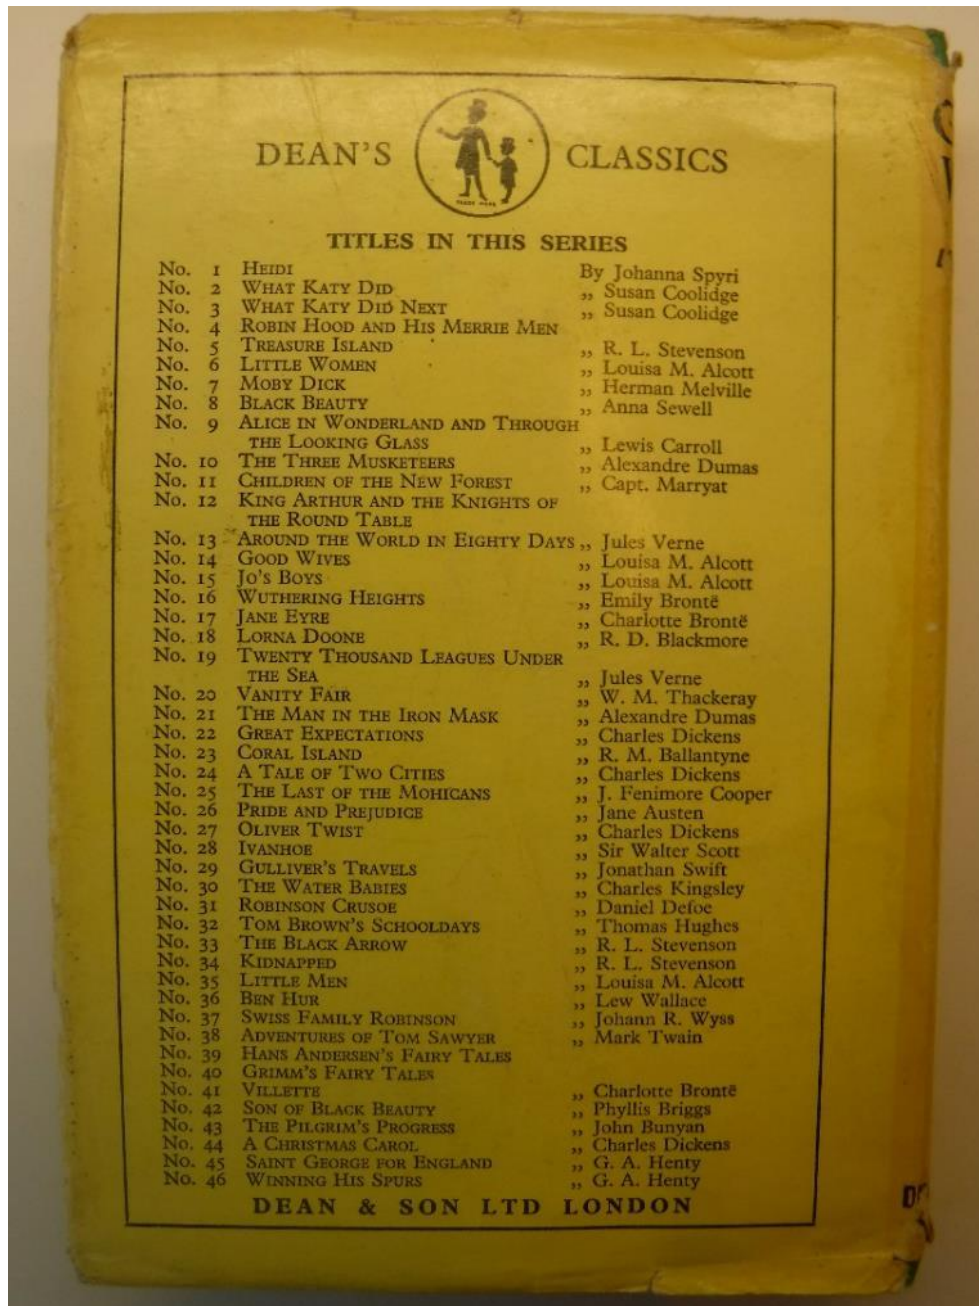 DEAN'S CLASSICS
TRADE MARK
TITLES IN THIS SERIES
No. 1 HEIDI By Johanna Spyri
No. 2 WHAT KATY DID „ Susan Coolidge
No. 3 WHAT KATY DID NEXT „ Susan Coolidge
No. 4 ROBIN HOOD AND HIS MERRIE MEN
No. 5 TREASURE ISLAND „ R. L. Stevenson
No. 6 LITTLE WOMEN „ Louisa M. Alcott
No. 7 MOBY DICK „ Herman Melville
No. 8 BLACK BEAUTY „ Anna Sewell
No. 9 ALICE IN WONDERLAND AND THROUGH
THE LOOKING GLASS „ Lewis Carroll
No. 10 THE THREE MUSKETEERS „ Alexandre Dumas
No. 11 CHILDREN OF THE NEW FOREST „ Capt. Marryat
No. 12 KING ARTHUR AND THE KNIGHTS OF
THE ROUND TABLE
No. 13 AROUND THE WORLD IN EIGHTY DAYS „ Jules Verne
No. 14 GOOD WIVES „ Louisa M. Alcott
No. 15 JO'S BOYS „ Louisa M. Alcott
No. 16 WUTHERING HEIGHTS „ Emily Brontë
No. 17 JANE EYRE „ Charlotte Brontë
No. 18 LORNA DOONE „ R. D. Blackmore
No. 19 TWENTY THOUSAND LEAGUES UNDER
THE SEA „ Jules Verne
No. 20 VANITY FAIR „ W. M. Thackeray
No. 21 THE MAN IN THE IRON MASK „ Alexandre Dumas
No. 22 GREAT EXPECTATIONS „ Charles Dickens
No. 23 CORAL ISLAND „ R. M. Ballantyne
No. 24 A TALE OF TWO CITIES „ Charles Dickens
No. 25 THE LAST OF THE MOHICANS „ J. Fenimore Cooper
No. 26 PRIDE AND PREJUDICE „ Jane Austen
No. 27 OLIVER TWIST „ Charles Dickens
No. 28 IVANHOE „ Sir Walter Scott
No. 29 GULLIVER'S TRAVELS „ Jonathan Swift
No. 30 THE WATER BABIES „ Charles Kingsley
No. 31 ROBINSON CRUSOE „ Daniel Defoe
No. 32 TOM BROWN'S SCHOOLDAYS „ Thomas Hughes
No. 33 THE BLACK ARROW „ R. L. Stevenson
No. 34 KIDNAPPED „ R. L. Stevenson
No. 35 LITTLE MEN „ Louisa M. Alcott
No. 36 BEN HUR „ Lew Wallace
No. 37 SWISS FAMILY ROBINSON „ Johann R. Wyss
No. 38 ADVENTURES OF TOM SAWYER „ Mark Twain
No. 39 HANS ANDERSEN'S FAIRY TALES
No. 40 GRIMM'S FAIRY TALES
No. 41 VILLETTE „ Charlotte Brontë
No. 42 SON OF BLACK BEAUTY „ Phyllis Briggs
No. 43 THE PILGRIM'S PROGRESS „ John Bunyan
No. 44 A CHRISTMAS CAROL „ Charles Dickens
No. 45 SAINT GEORGE FOR ENGLAND „ G. A. Henty
No. 46 WINNING HIS SPURS „ G. A. Henty
DEAN & SON LTD LONDON